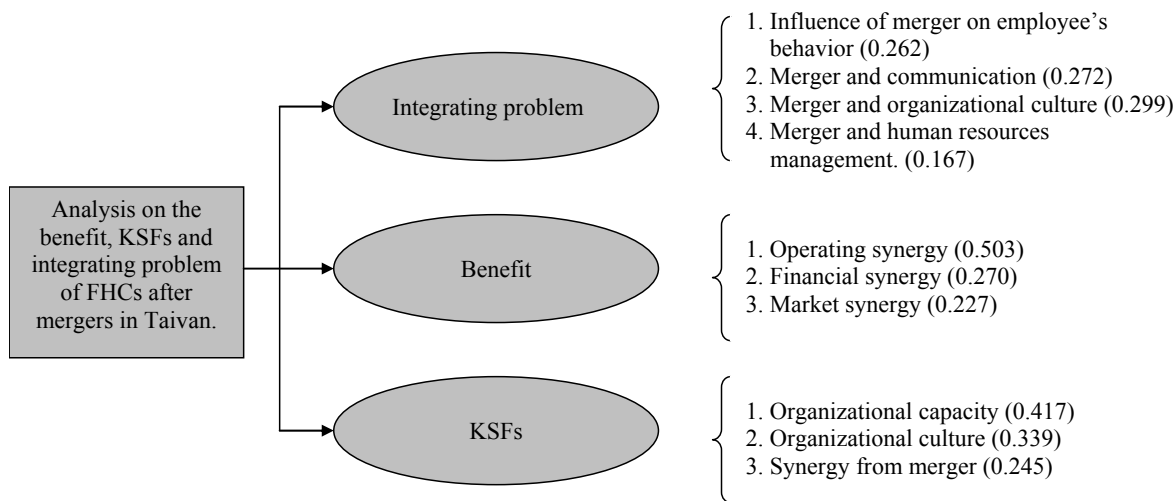 Analysis on the
benefit, KSFs and
integrating problem
of FHCs after
mergers in Taivan.
Integrating problem
1. Influence of merger on employee’s
behavior (0.262)
2. Merger and communication (0.272)
3. Merger and organizational culture (0.299)
4. Merger and human resources
management. (0.167)
Benefit
1. Operating synergy (0.503)
2. Financial synergy (0.270)
3. Market synergy (0.227)
KSFs
1. Organizational capacity (0.417)
2. Organizational culture (0.339)
3. Synergy from merger (0.245)